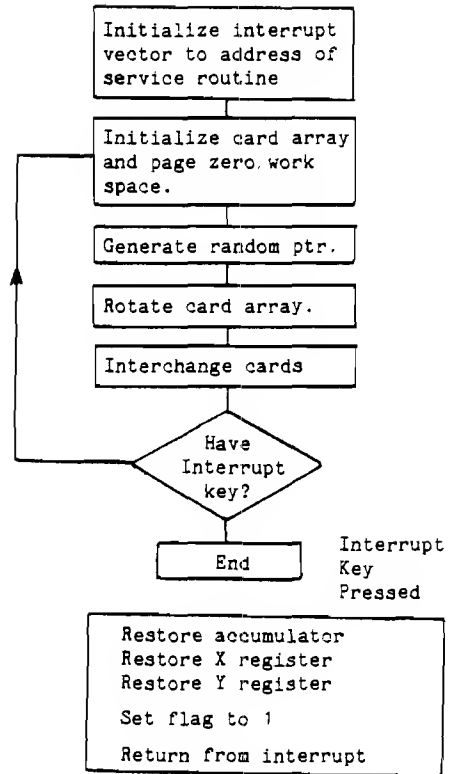 Initialize interrupt
vector to address of
service routine
Initialize card array
and page zero work
space.
Generate random ptr.
Rotate card array.
Interchange cards
Have
Interrupt
key?
End
Interrupt
Key
Pressed
Restore accumulator
Restore X register
Restore Y register
Set flag to 1
Return from interrupt